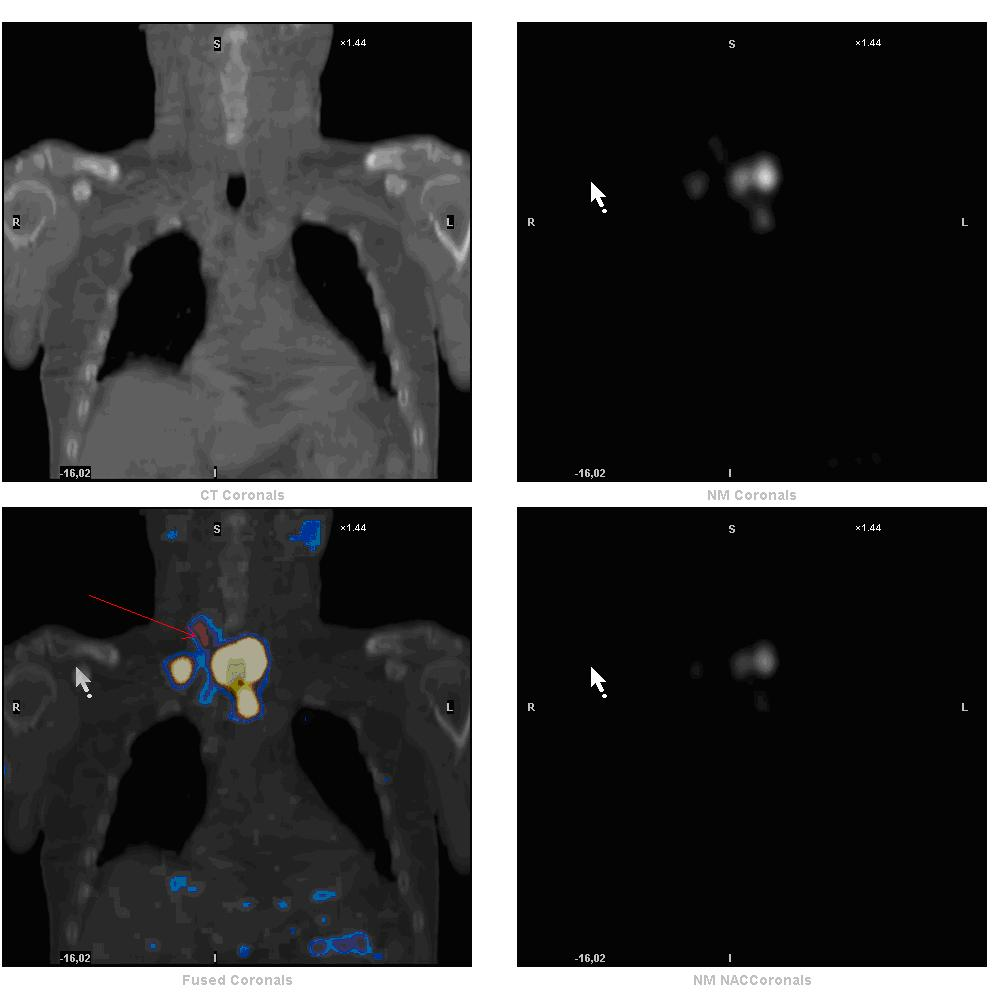 S ×1.44
S ×1.44
R L
R L
-16,02 I
-16,02 I
CT Coronals
NM Coronals
S ×1.44
S ×1.44
R L
R L
-16,02 I
-16,02 I
Fused Coronals
NM NACCoronals